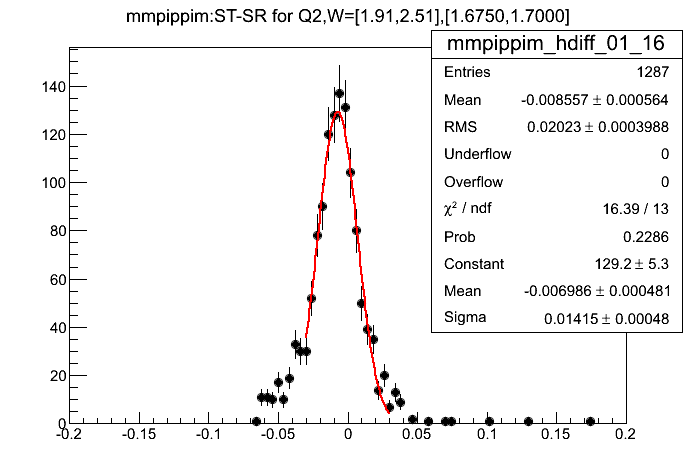 mmpippim:ST-SR for Q2,W=[1.91,2.51],[1.6750,1.7000]
mmpippim_hdiff_01_16
Entries 1287
Mean -0.008557 ± 0.000564
RMS 0.02023 ± 0.0003988
Underflow 0
Overflow 0
χ² / ndf 16.39 / 13
Prob 0.2286
Constant 129.2 ± 5.3
Mean -0.006986 ± 0.000481
Sigma 0.01415 ± 0.00048
140
120
100
80
60
40
20
0
-0.2 -0.15 -0.1 -0.05 0 0.05 0.1 0.15 0.2